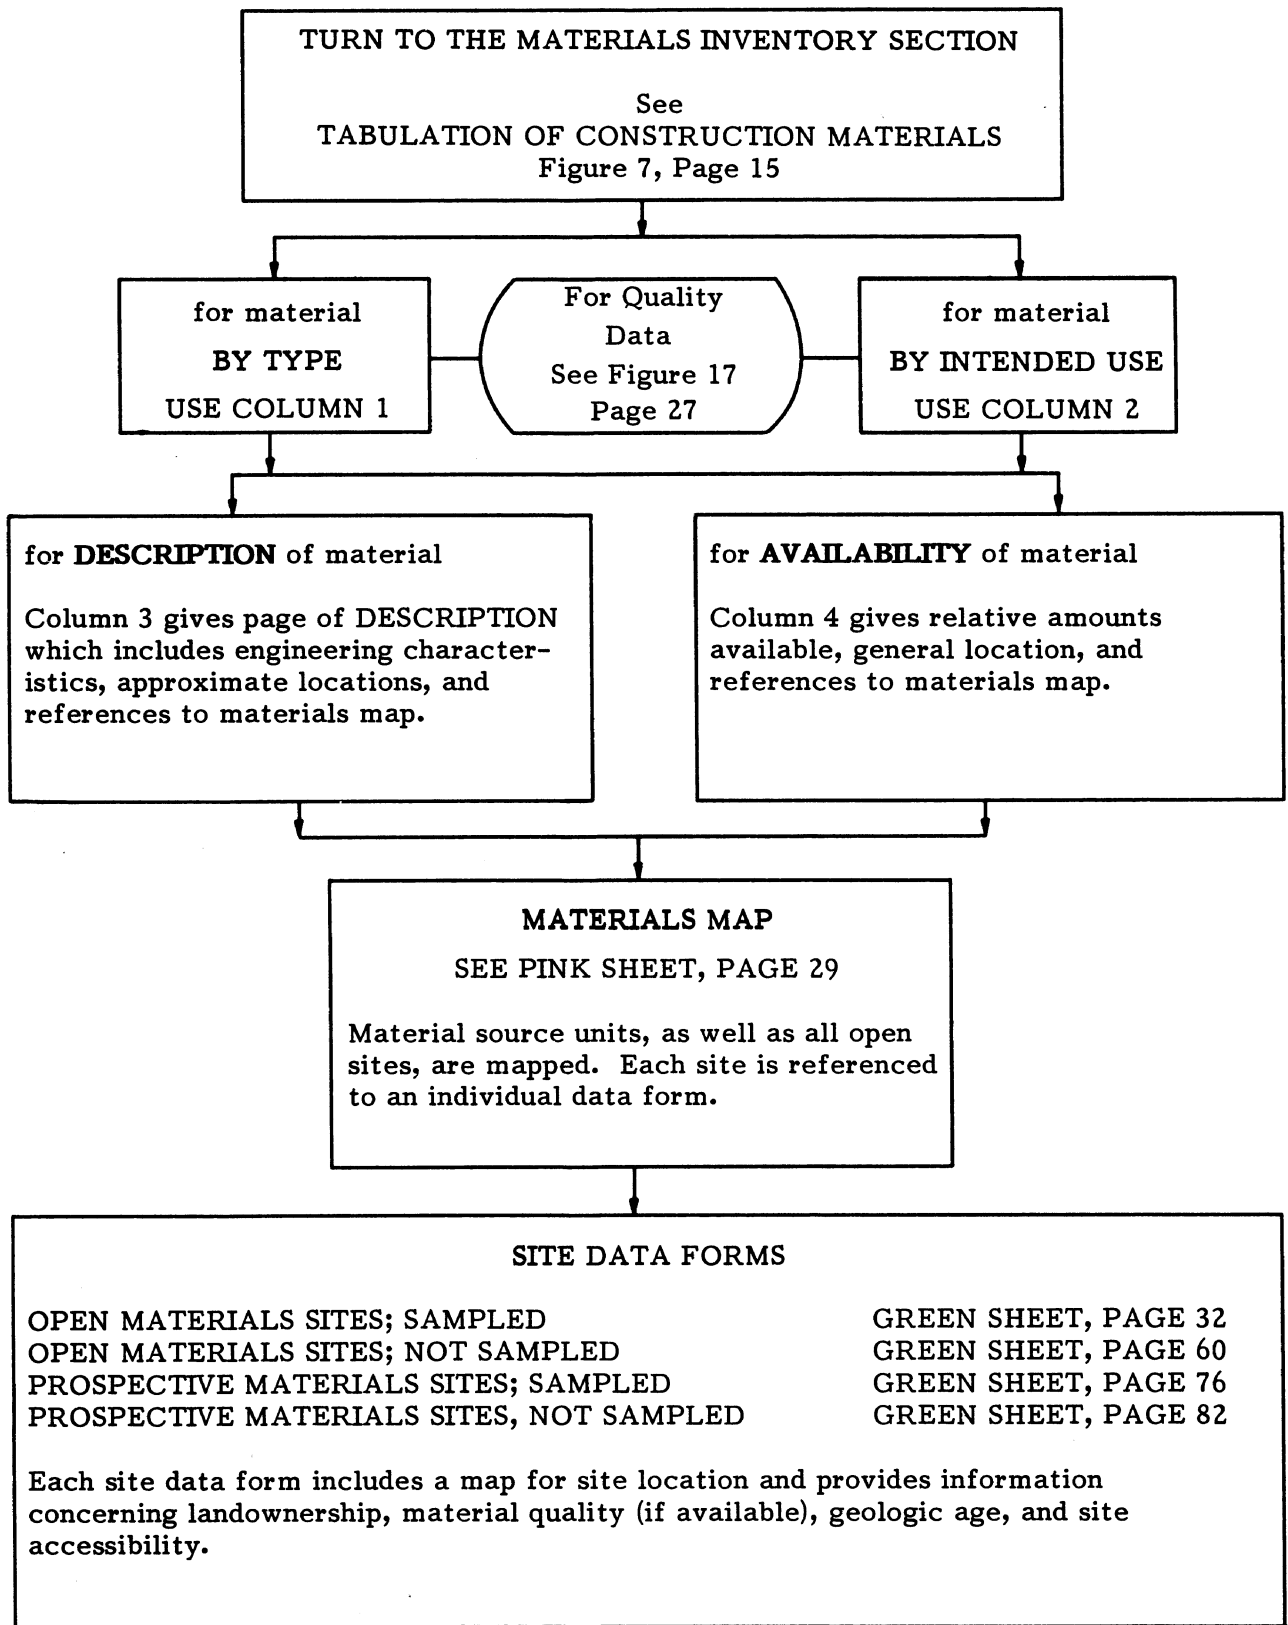 TURN TO THE MATERIALS INVENTORY SECTION
See
TABULATION OF CONSTRUCTION MATERIALS
Figure 7, Page 15
for material
BY TYPE
USE COLUMN 1
For Quality
Data
See Figure 17
Page 27
for material
BY INTENDED USE
USE COLUMN 2
for DESCRIPTION of material
Column 3 gives page of DESCRIPTION
which includes engineering character-
istics, approximate locations, and
references to materials map.
for AVAILABILITY of material
Column 4 gives relative amounts
available, general location, and
references to materials map.
MATERIALS MAP
SEE PINK SHEET, PAGE 29
Material source units, as well as all open
sites, are mapped. Each site is referenced
to an individual data form.
SITE DATA FORMS
OPEN MATERIALS SITES; SAMPLED GREEN SHEET, PAGE 32
OPEN MATERIALS SITES; NOT SAMPLED GREEN SHEET, PAGE 60
PROSPECTIVE MATERIALS SITES; SAMPLED GREEN SHEET, PAGE 76
PROSPECTIVE MATERIALS SITES, NOT SAMPLED GREEN SHEET, PAGE 82
Each site data form includes a map for site location and provides information
concerning landownership, material quality (if available), geologic age, and site
accessibility.